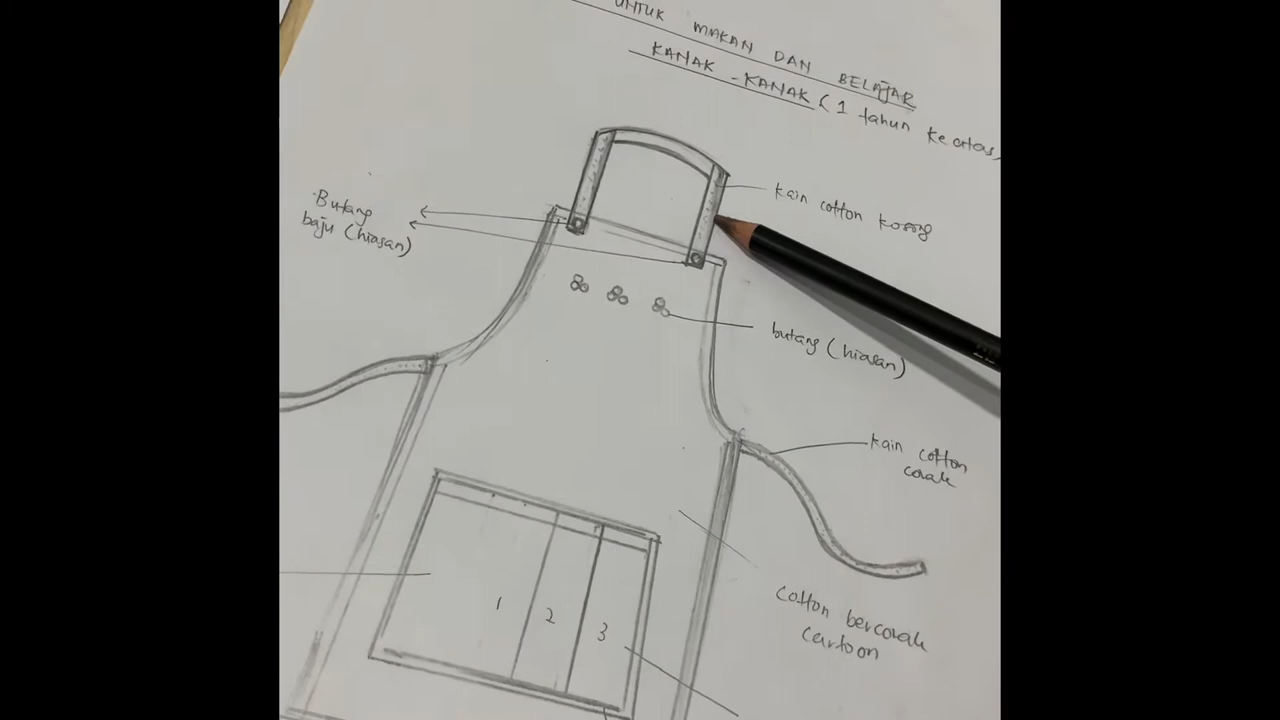 UNTUK MAKAN DAN BELAJAR
KANAK-KANAK (1 tahun ke atas)
kain cotton kosong
Butang
baju (hiasan)
butang (hiasan)
kain cotton
corak
1
2
3
Cotton bercorak
cartoon